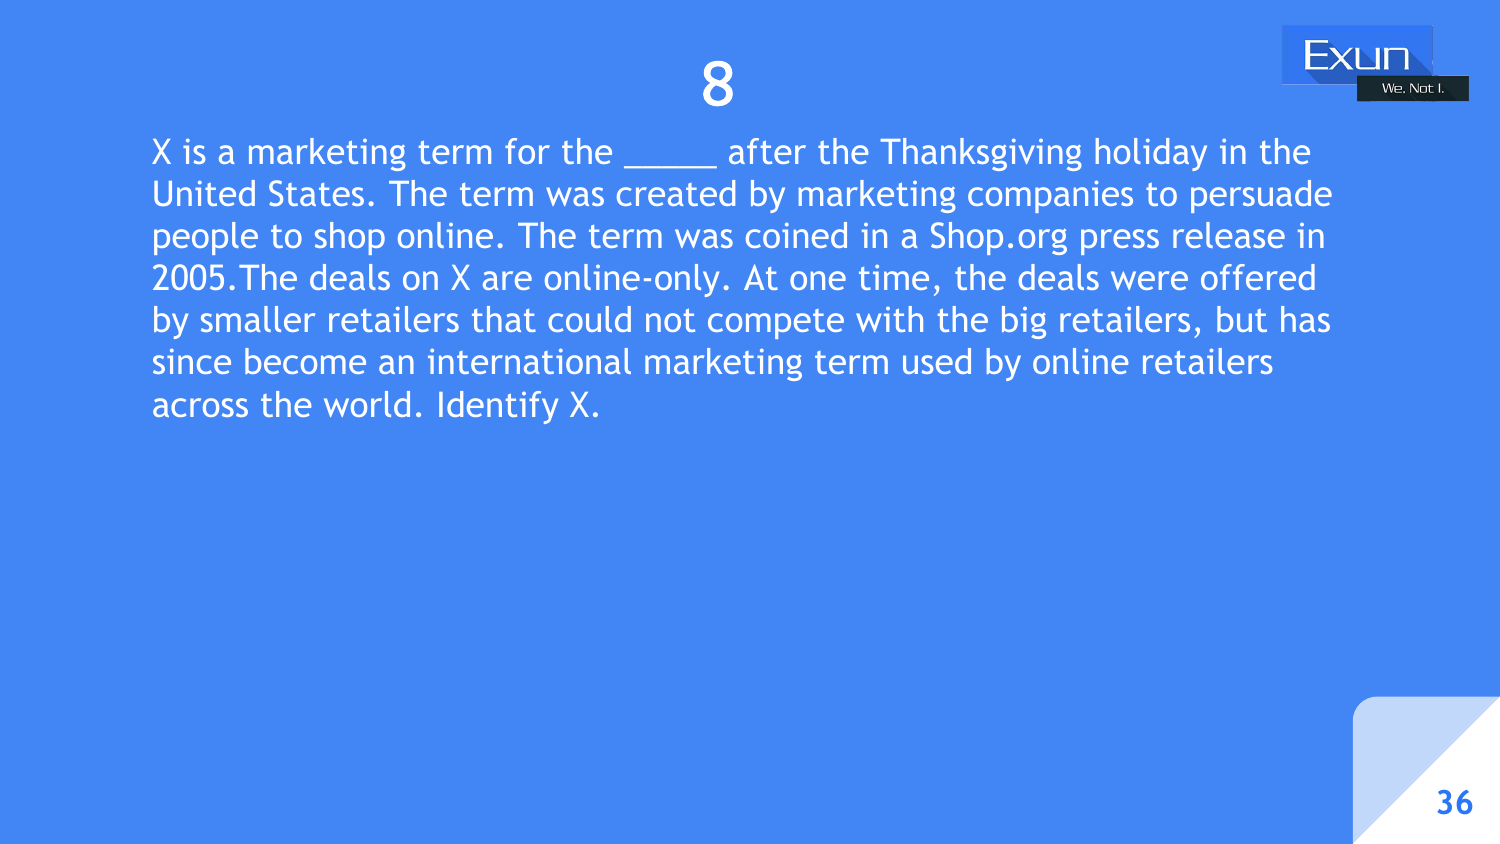 Exun
We. Not I.
8
X is a marketing term for the _____ after the Thanksgiving holiday in the
United States. The term was created by marketing companies to persuade
people to shop online. The term was coined in a Shop.org press release in
2005.The deals on X are online-only. At one time, the deals were offered
by smaller retailers that could not compete with the big retailers, but has
since become an international marketing term used by online retailers
across the world. Identify X.
36